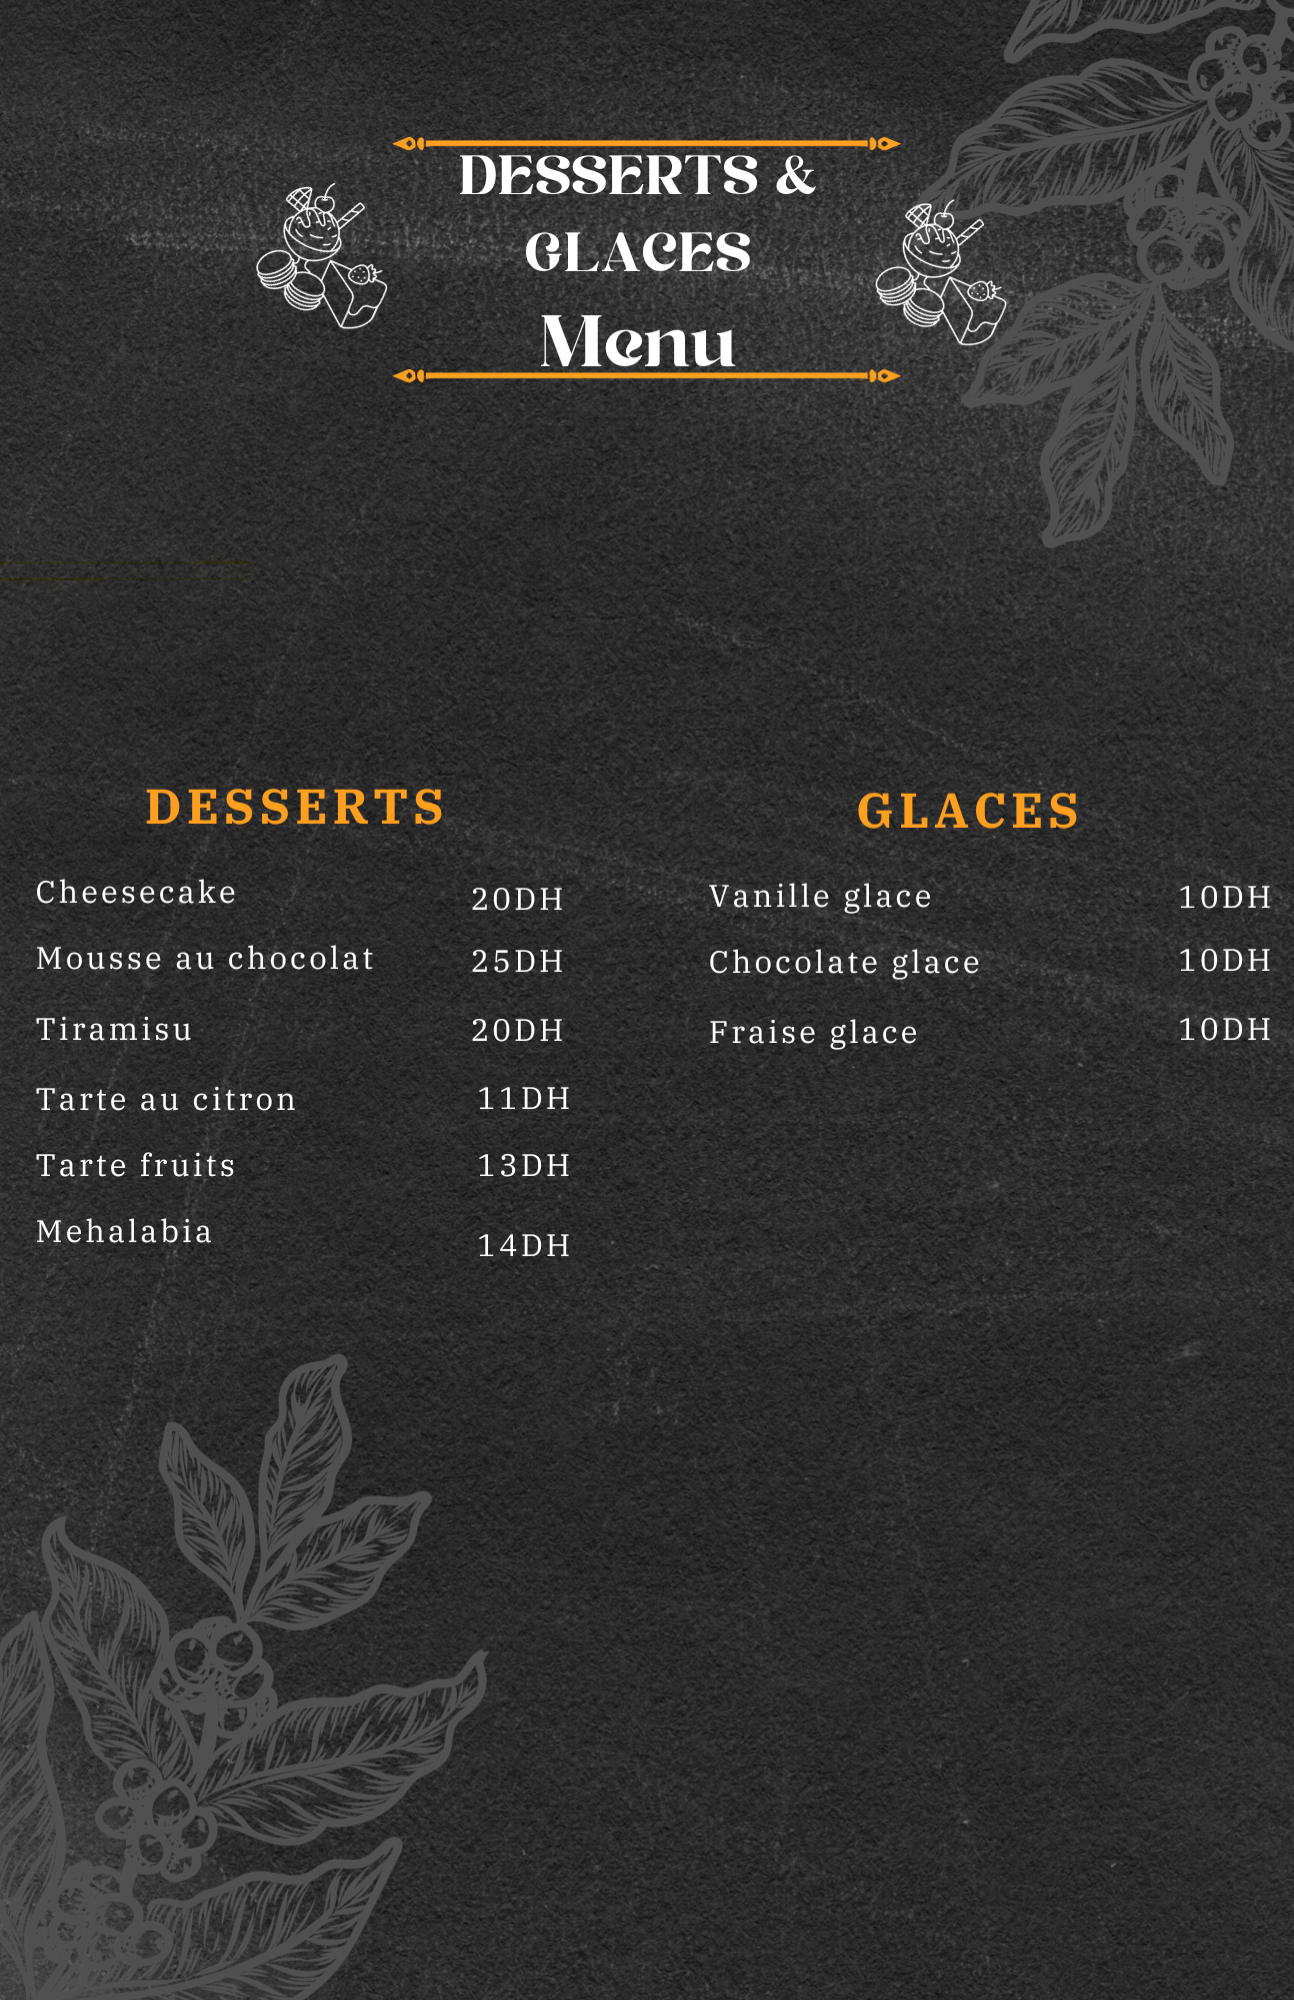 DESSERTS &
GLACES
Menu
DESSERTS
Cheesecake 20DH
Mousse au chocolat 25DH
Tiramisu 20DH
Tarte au citron 11DH
Tarte fruits 13DH
Mehalabia 14DH
GLACES
Vanille glace 10DH
Chocolate glace 10DH
Fraise glace 10DH